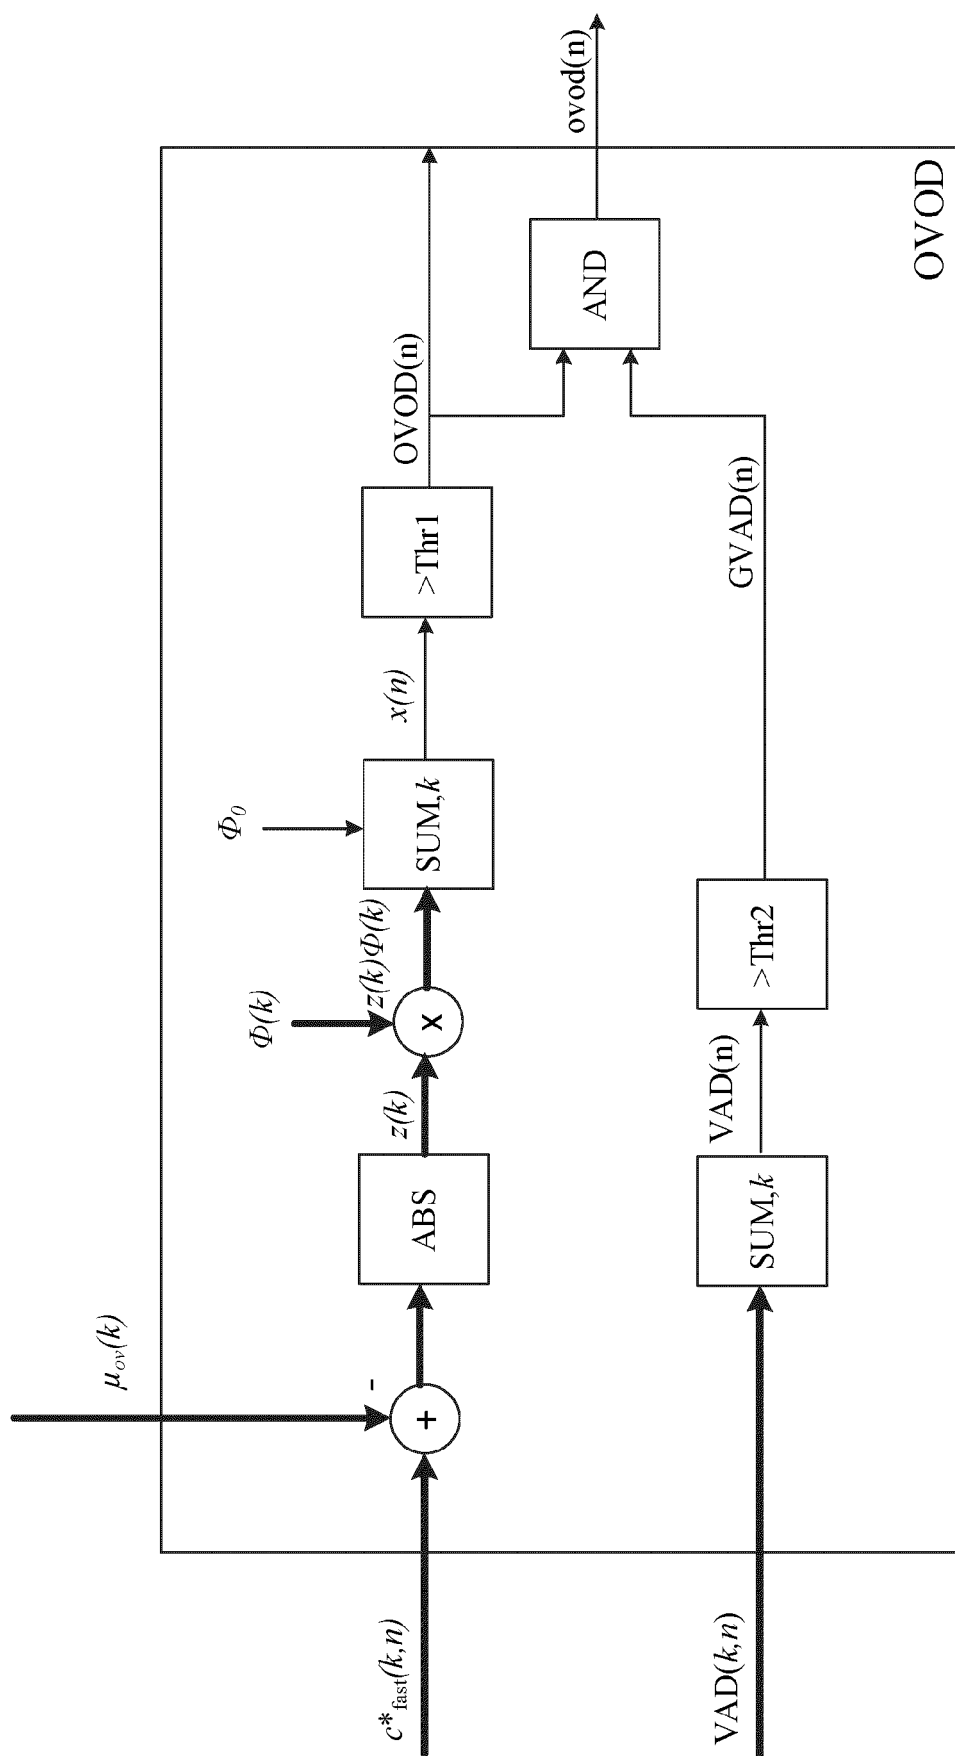 μov(k)
c*fast(k,n)
+
-
ABS
z(k)
Φ(k)
x
z(k)Φ(k)
Φ0
SUM,k
x(n)
>Thr1
OVOD(n)
VAD(k,n)
SUM,k
VAD(n)
>Thr2
GVAD(n)
AND
ovod(n)
OVOD